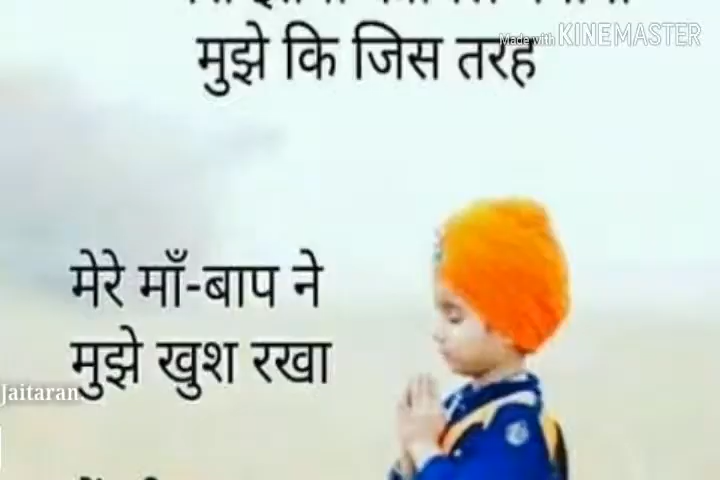 मुझे कि जिस तरह
Made with KINEMASTER
मेरे माँ-बाप ने
मुझे खुश रखा
Jaitaran